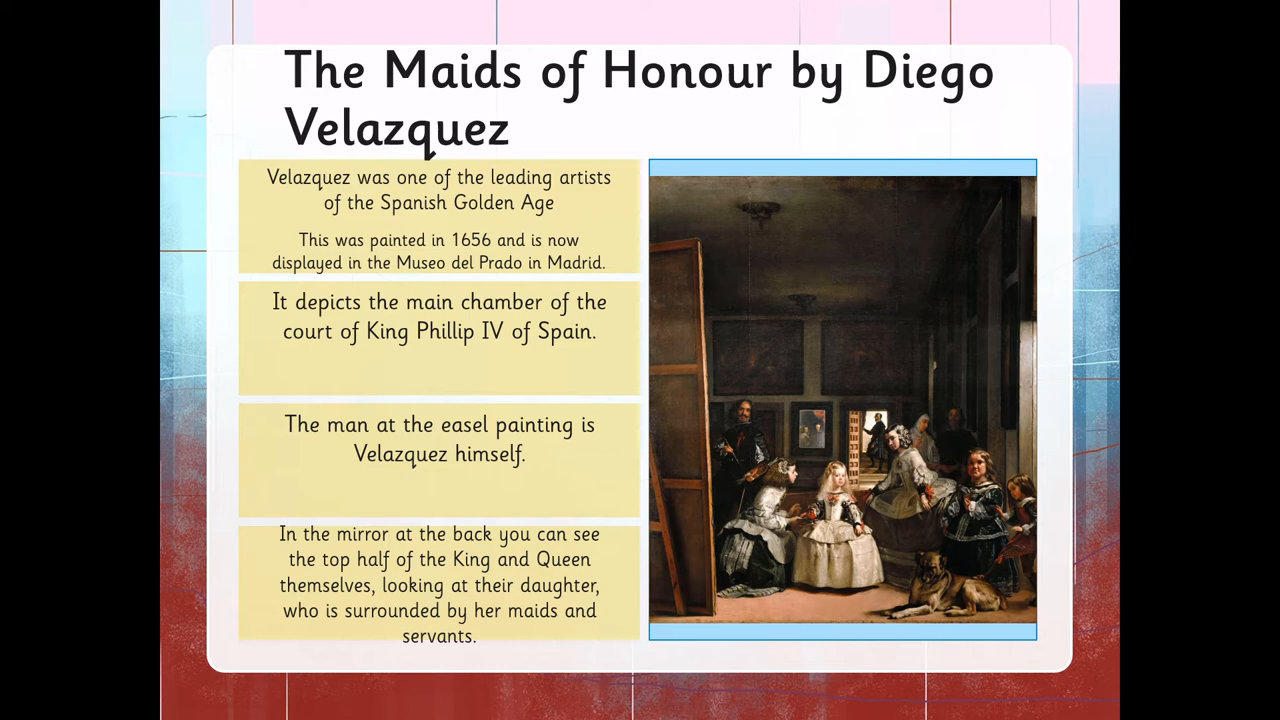 The Maids of Honour by Diego
Velazquez
Velazquez was one of the leading artists
of the Spanish Golden Age
This was painted in 1656 and is now
displayed in the Museo del Prado in Madrid.
It depicts the main chamber of the
court of King Phillip IV of Spain.
The man at the easel painting is
Velazquez himself.
In the mirror at the back you can see
the top half of the King and Queen
themselves, looking at their daughter,
who is surrounded by her maids and
servants.